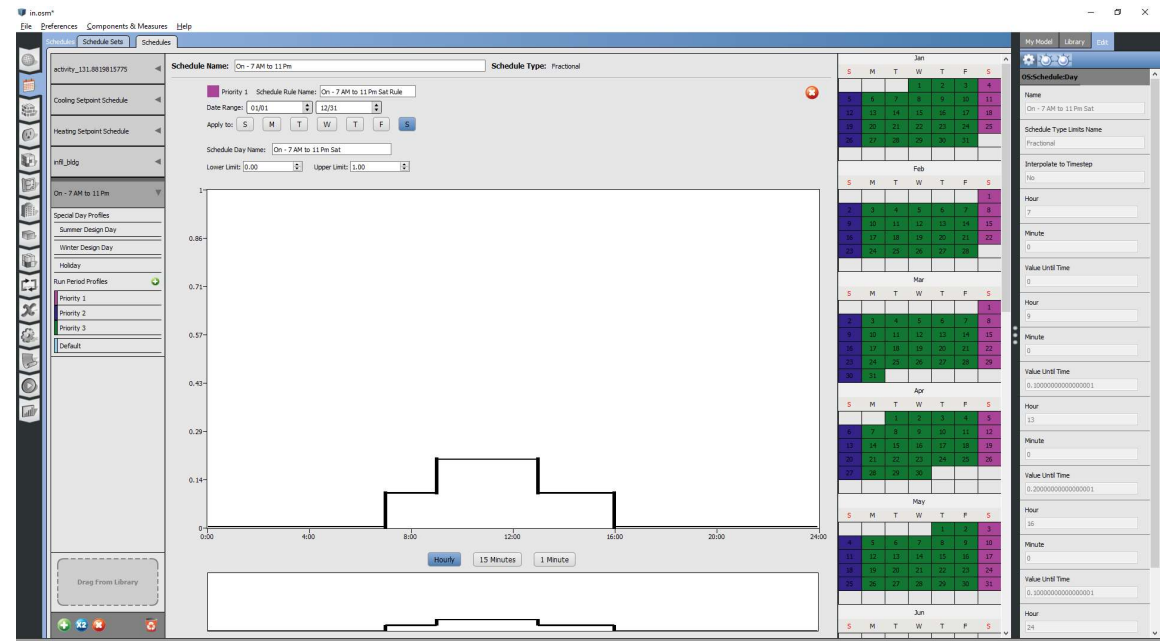 in.osm*
File Preferences Components & Measures Help
Schedules Schedule Sets Schedules
My Model Library Edit
activity_131.8819815775
Cooling Setpoint Schedule
Heating Setpoint Schedule
infil_bldg
On - 7 AM to 11 Pm
Special Day Profiles
Summer Design Day
Winter Design Day
Holiday
Run Period Profiles
Priority 1
Priority 2
Priority 3
Default
Drag From Library
X2
Schedule Name: On - 7 AM to 11 Pm Schedule Type: Fractional
Priority 1 Schedule Rule Name: On - 7 AM to 11 Pm Sat Rule
Date Range: 01/01 12/31
Apply to: S M T W T F S
Schedule Day Name: On - 7 AM to 11 Pm Sat
Lower Limit: 0.00 Upper Limit: 1.00
1
0.86
0.71
0.57
0.43
0.29
0.14
0
0:00 4:00 8:00 12:00 16:00 20:00 24:00
Hourly 15 Minutes 1 Minute
Jan
S M T W T F S
1 2 3 4
5 6 7 8 9 10 11
12 13 14 15 16 17 18
19 20 21 22 23 24 25
26 27 28 29 30 31
Feb
S M T W T F S
1
2 3 4 5 6 7 8
9 10 11 12 13 14 15
16 17 18 19 20 21 22
23 24 25 26 27 28
Mar
S M T W T F S
1
2 3 4 5 6 7 8
9 10 11 12 13 14 15
16 17 18 19 20 21 22
23 24 25 26 27 28 29
30 31
Apr
S M T W T F S
1 2 3 4 5
6 7 8 9 10 11 12
13 14 15 16 17 18 19
20 21 22 23 24 25 26
27 28 29 30
May
S M T W T F S
1 2 3
4 5 6 7 8 9 10
11 12 13 14 15 16 17
18 19 20 21 22 23 24
25 26 27 28 29 30 31
Jun
S M T W T F S
OS:Schedule:Day
Name
On - 7 AM to 11 Pm Sat
Schedule Type Limits Name
Fractional
Interpolate to Timestep
No
Hour
7
Minute
0
Value Until Time
0
Hour
9
Minute
0
Value Until Time
0.10000000000000001
Hour
13
Minute
0
Value Until Time
0.20000000000000001
Hour
16
Minute
0
Value Until Time
0.10000000000000001
Hour
24